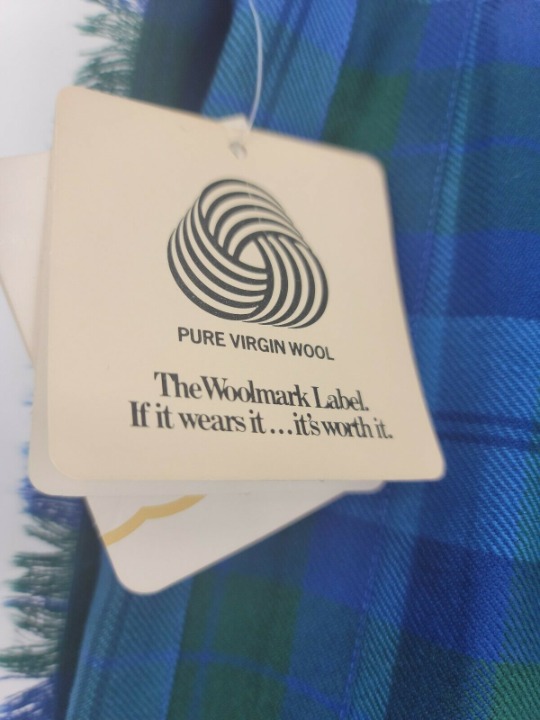 PURE VIRGIN WOOL
The Woolmark Label.
If it wears it...it's worth it.